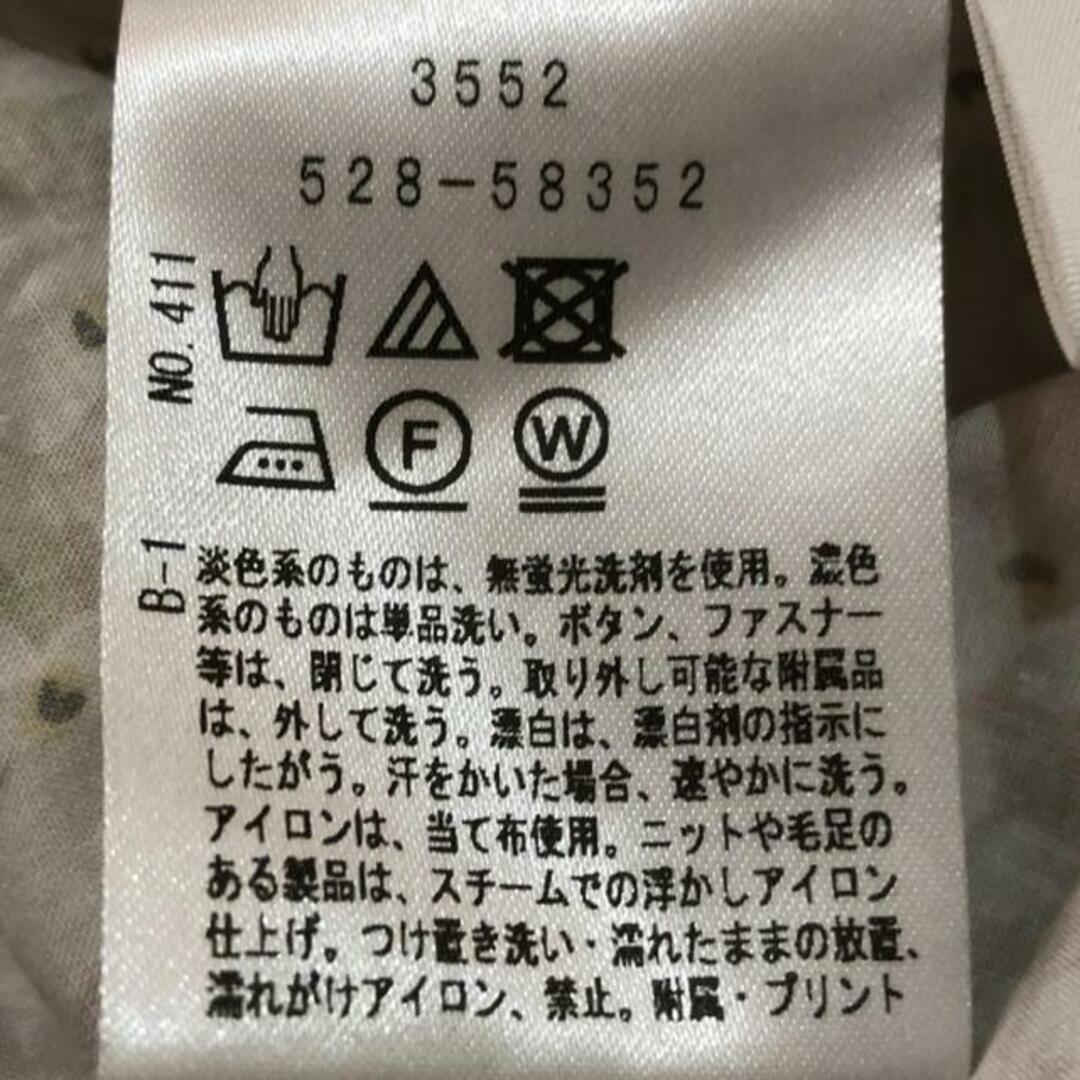 3552
528-58352
NO.411
F
W
B-1
淡色系のものは、無蛍光洗剤を使用。濃色
系のものは単品洗い。ボタン、ファスナー
等は、閉じて洗う。取り外し可能な附属品
は、外して洗う。漂白は、漂白剤の指示に
したがう。汗をかいた場合、速やかに洗う。
アイロンは、当て布使用。ニットや毛足の
ある製品は、スチームでの浮かしアイロン
仕上げ。つけ置き洗い・濡れたままの放置、
濡れがけアイロン、禁止。附属・プリント